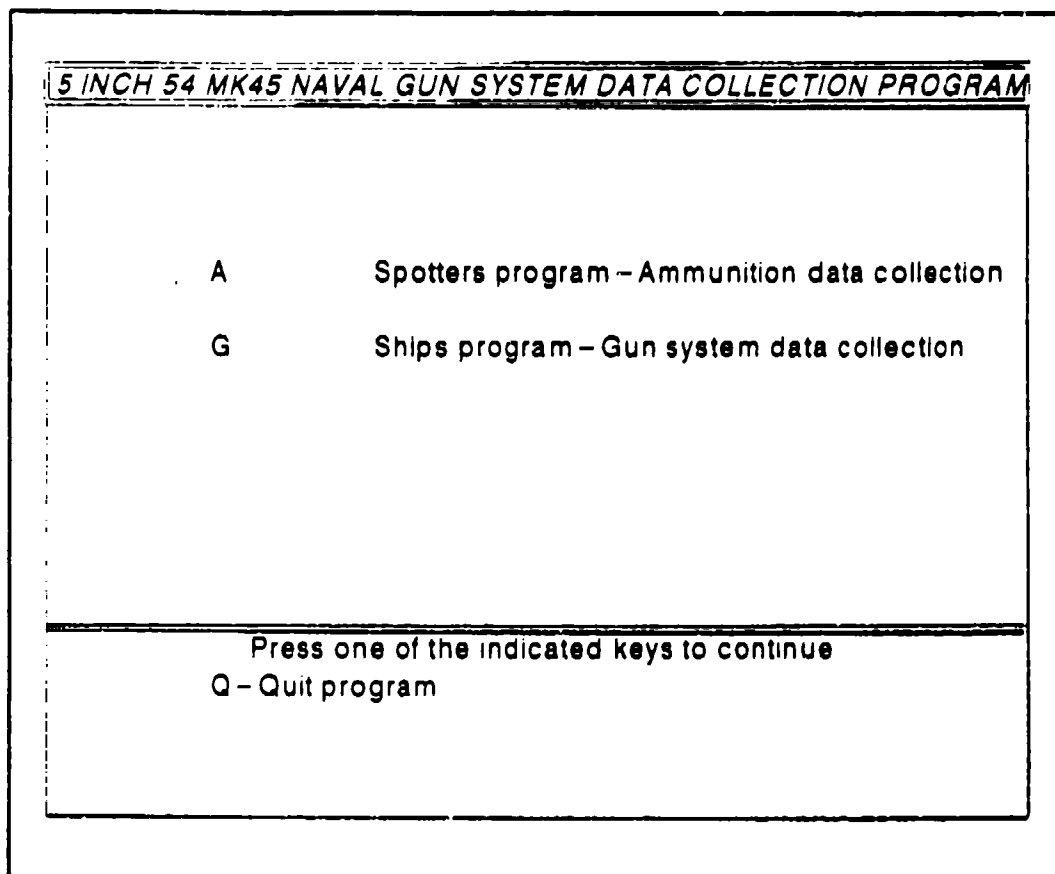 5 INCH 54 MK45 NAVAL GUN SYSTEM DATA COLLECTION PROGRAM
A Spotters program – Ammunition data collection
G Ships program – Gun system data collection
Press one of the indicated keys to continue
Q – Quit program